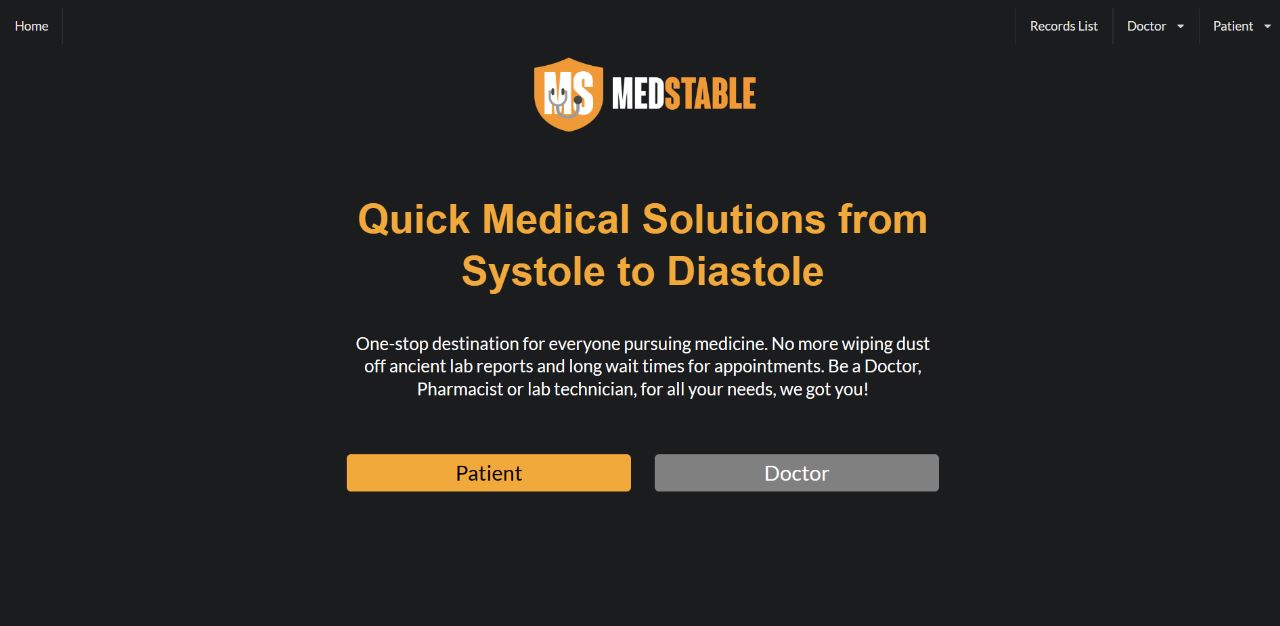 Home
Records List
Doctor
Patient
MS MEDSTABLE
Quick Medical Solutions from
Systole to Diastole
One-stop destination for everyone pursuing medicine. No more wiping dust
off ancient lab reports and long wait times for appointments. Be a Doctor,
Pharmacist or lab technician, for all your needs, we got you!
Patient
Doctor